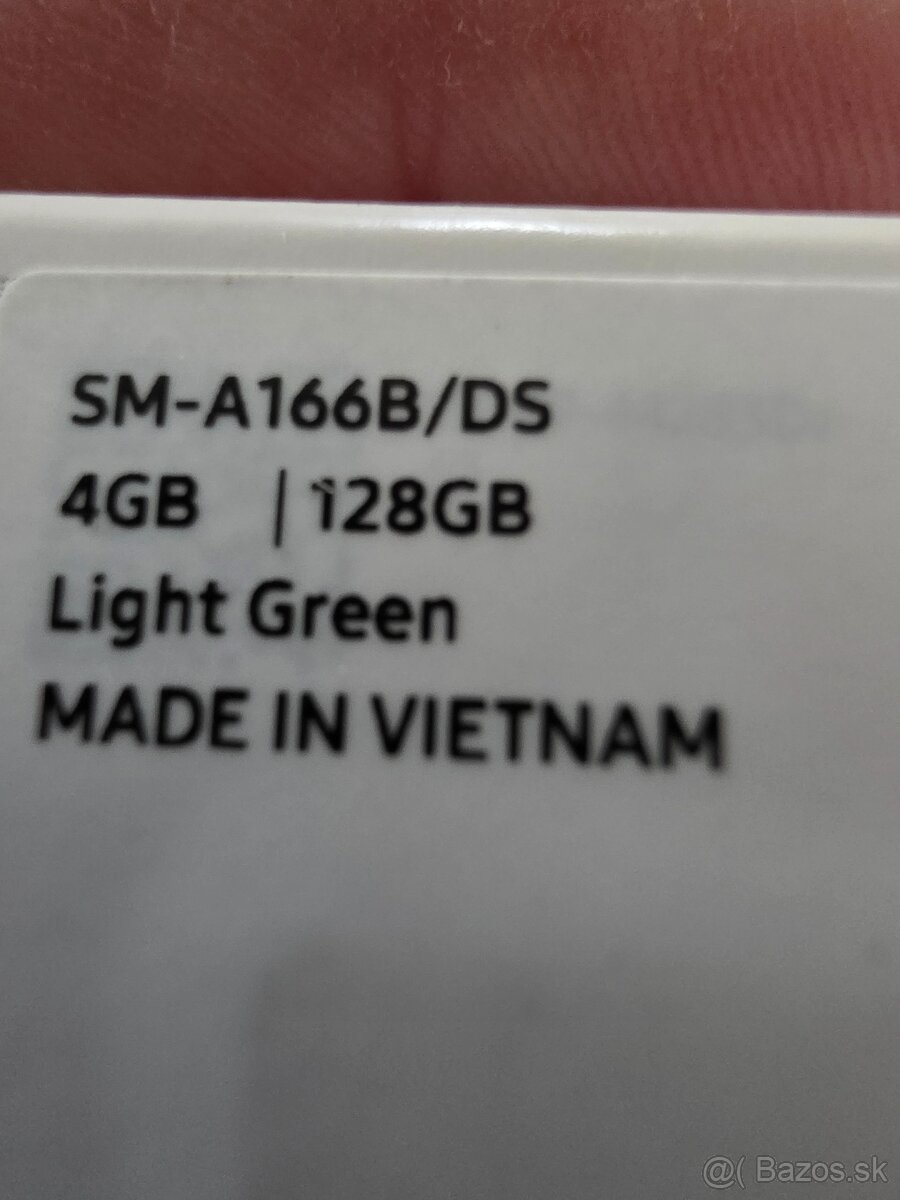 SM-A166B/DS
4GB | 128GB
Light Green
MADE IN VIETNAM
@( Bazos.sk